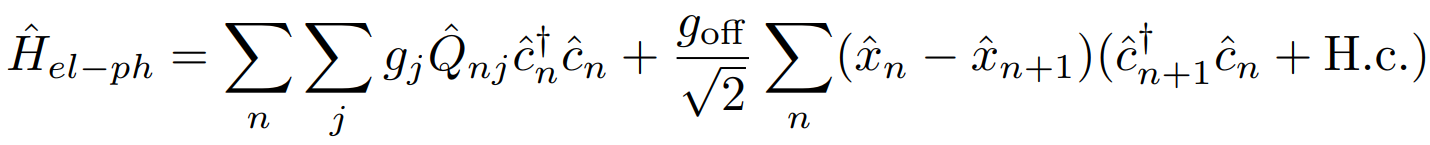 $$\hat{H}_{el-ph} = \sum_{n} \sum_{j} g_j \hat{Q}_{nj} \hat{c}_n^\dagger \hat{c}_n + \frac{g_{\text{off}}}{\sqrt{2}} \sum_{n} (\hat{x}_n - \hat{x}_{n+1})(\hat{c}_{n+1}^\dagger \hat{c}_n + \text{H.c.})$$